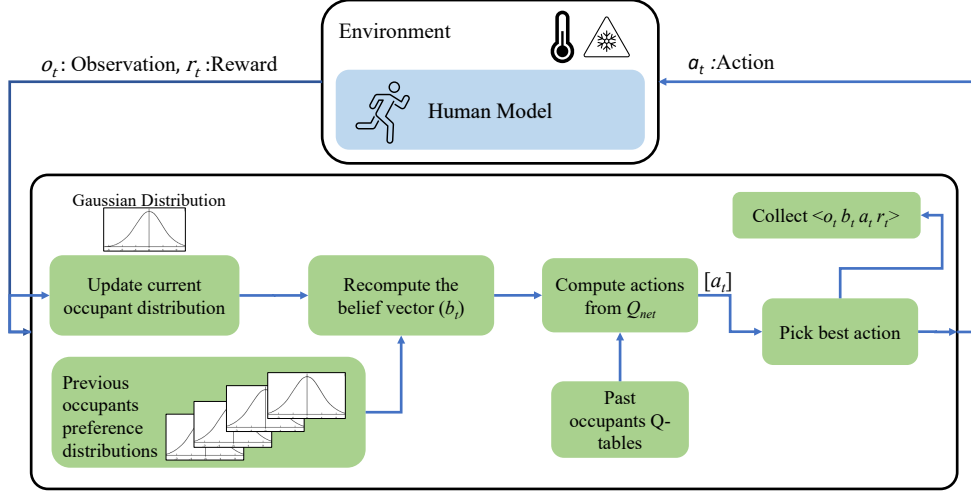 Environment
o_t : Observation, r_t :Reward
a_t :Action
Human Model
Gaussian Distribution
Collect <o_t b_t a_t r_t>
Update current
occupant distribution
Recompute the
belief vector (b_t)
Compute actions
from Q_net
[a_t]
Pick best action
Previous
occupants
preference
distributions
Past
occupants Q-
tables